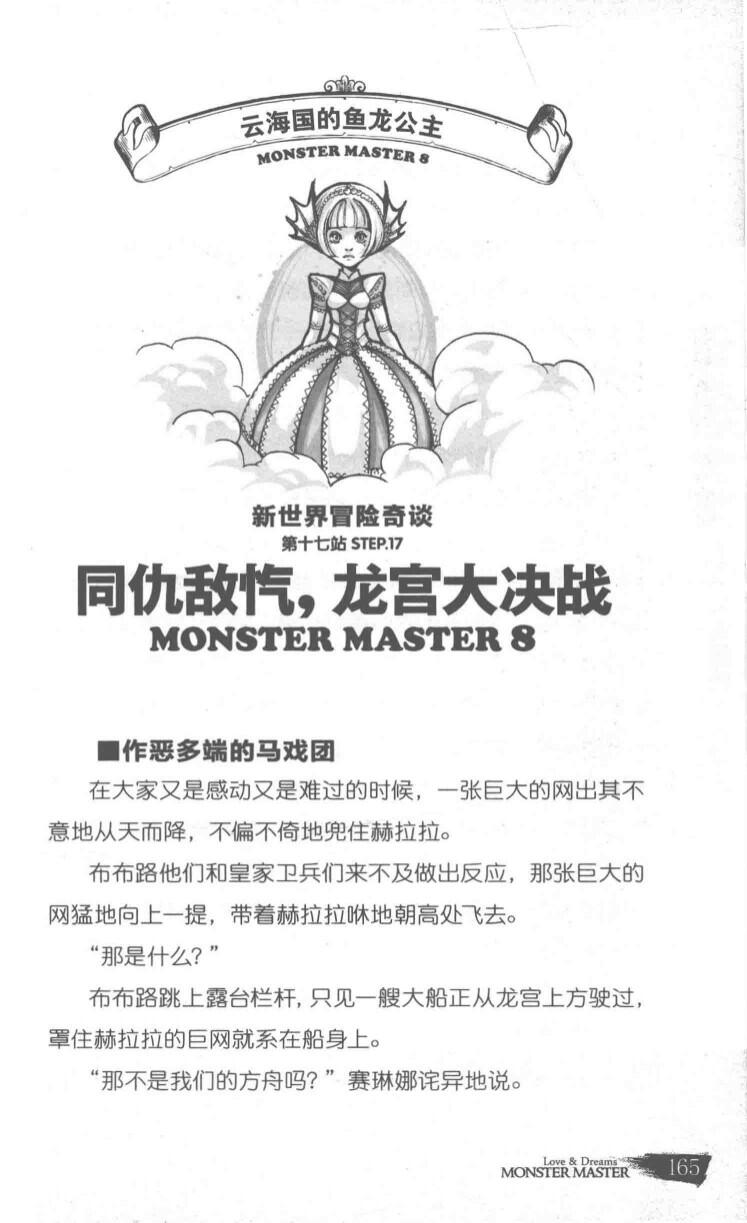 云海国的鱼龙公主
MONSTER MASTER 8
新世界冒险奇谈
第十七站 STEP.17
同仇敌忾，龙宫大决战
MONSTER MASTER 8
■作恶多端的马戏团
在大家又是感动又是难过的时候，一张巨大的网出其不
意地从天而降，不偏不倚地兜住赫拉拉。
布布路他们和皇家卫兵们来不及做出反应，那张巨大的
网猛地向上一提，带着赫拉拉咻地朝高处飞去。
“那是什么？”
布布路跳上露台栏杆，只见一艘大船正从龙宫上方驶过，
罩住赫拉拉的巨网就系在船身上。
“那不是我们的方舟吗？”赛琳娜诧异地说。
Love & Dreams
MONSTER MASTER 165